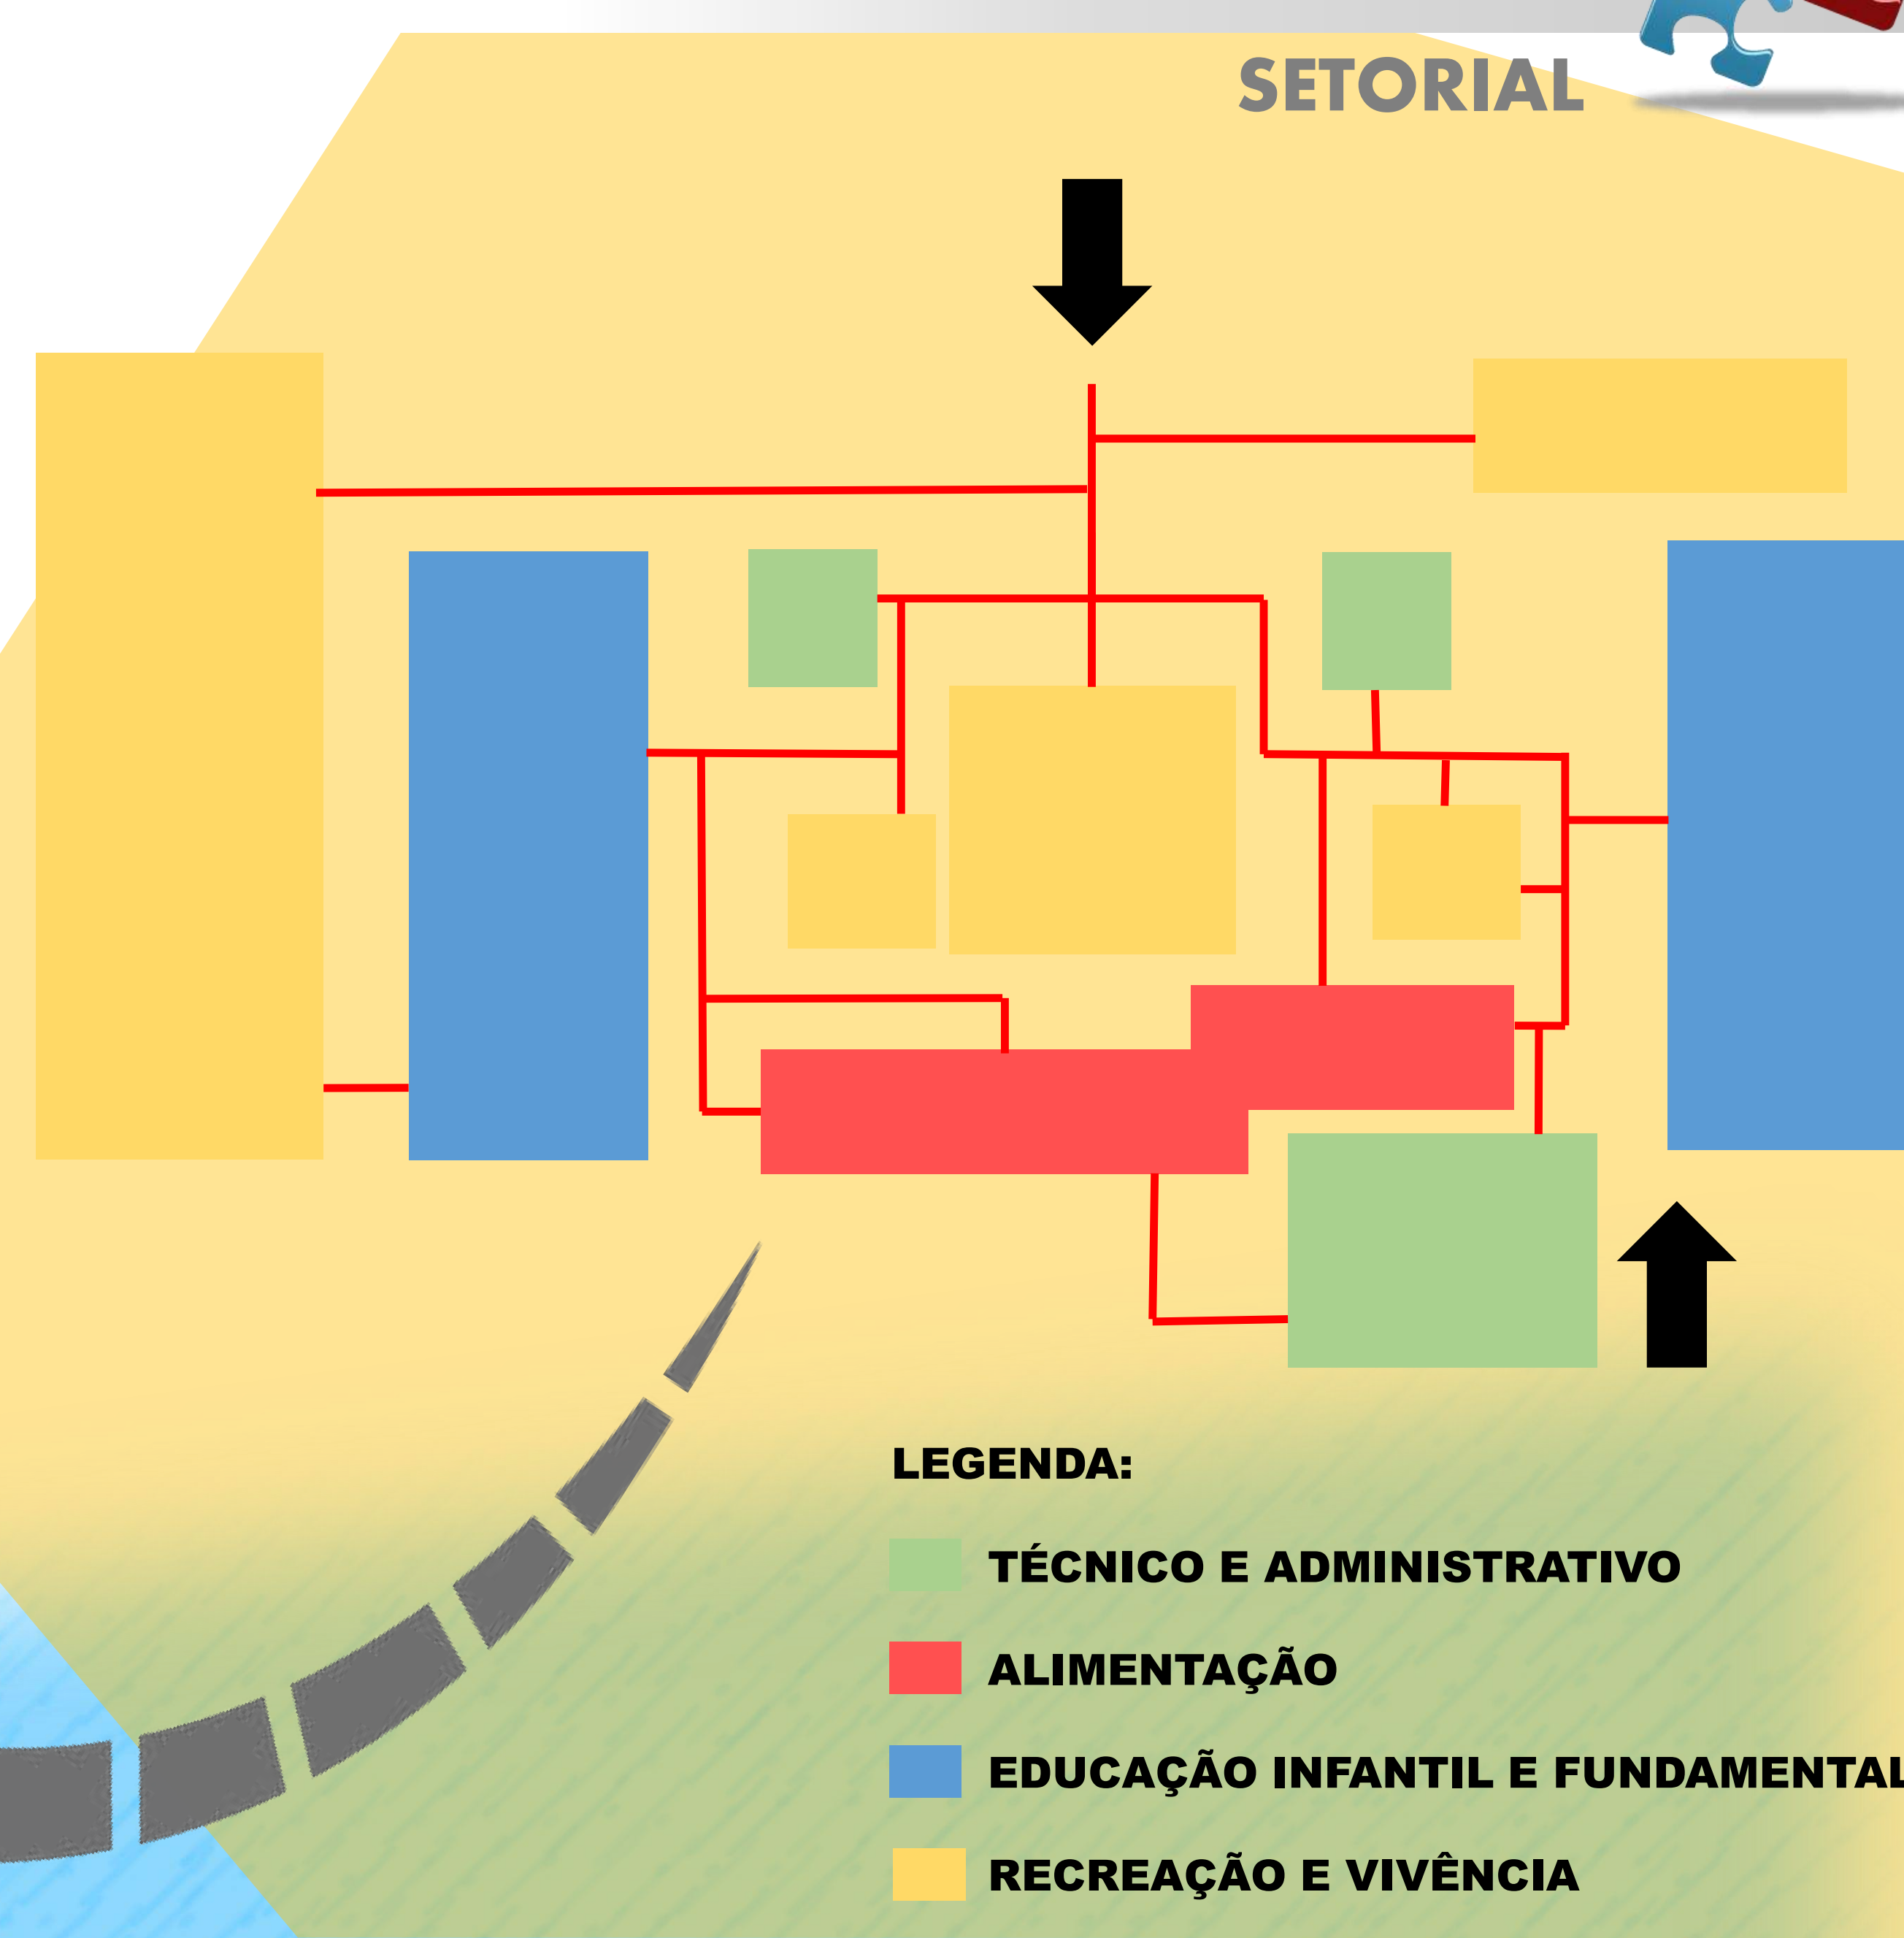 SETORIAL
LEGENDA:
TÉCNICO E ADMINISTRATIVO
ALIMENTAÇÃO
EDUCAÇÃO INFANTIL E FUNDAMENTAL
RECREAÇÃO E VIVÊNCIA